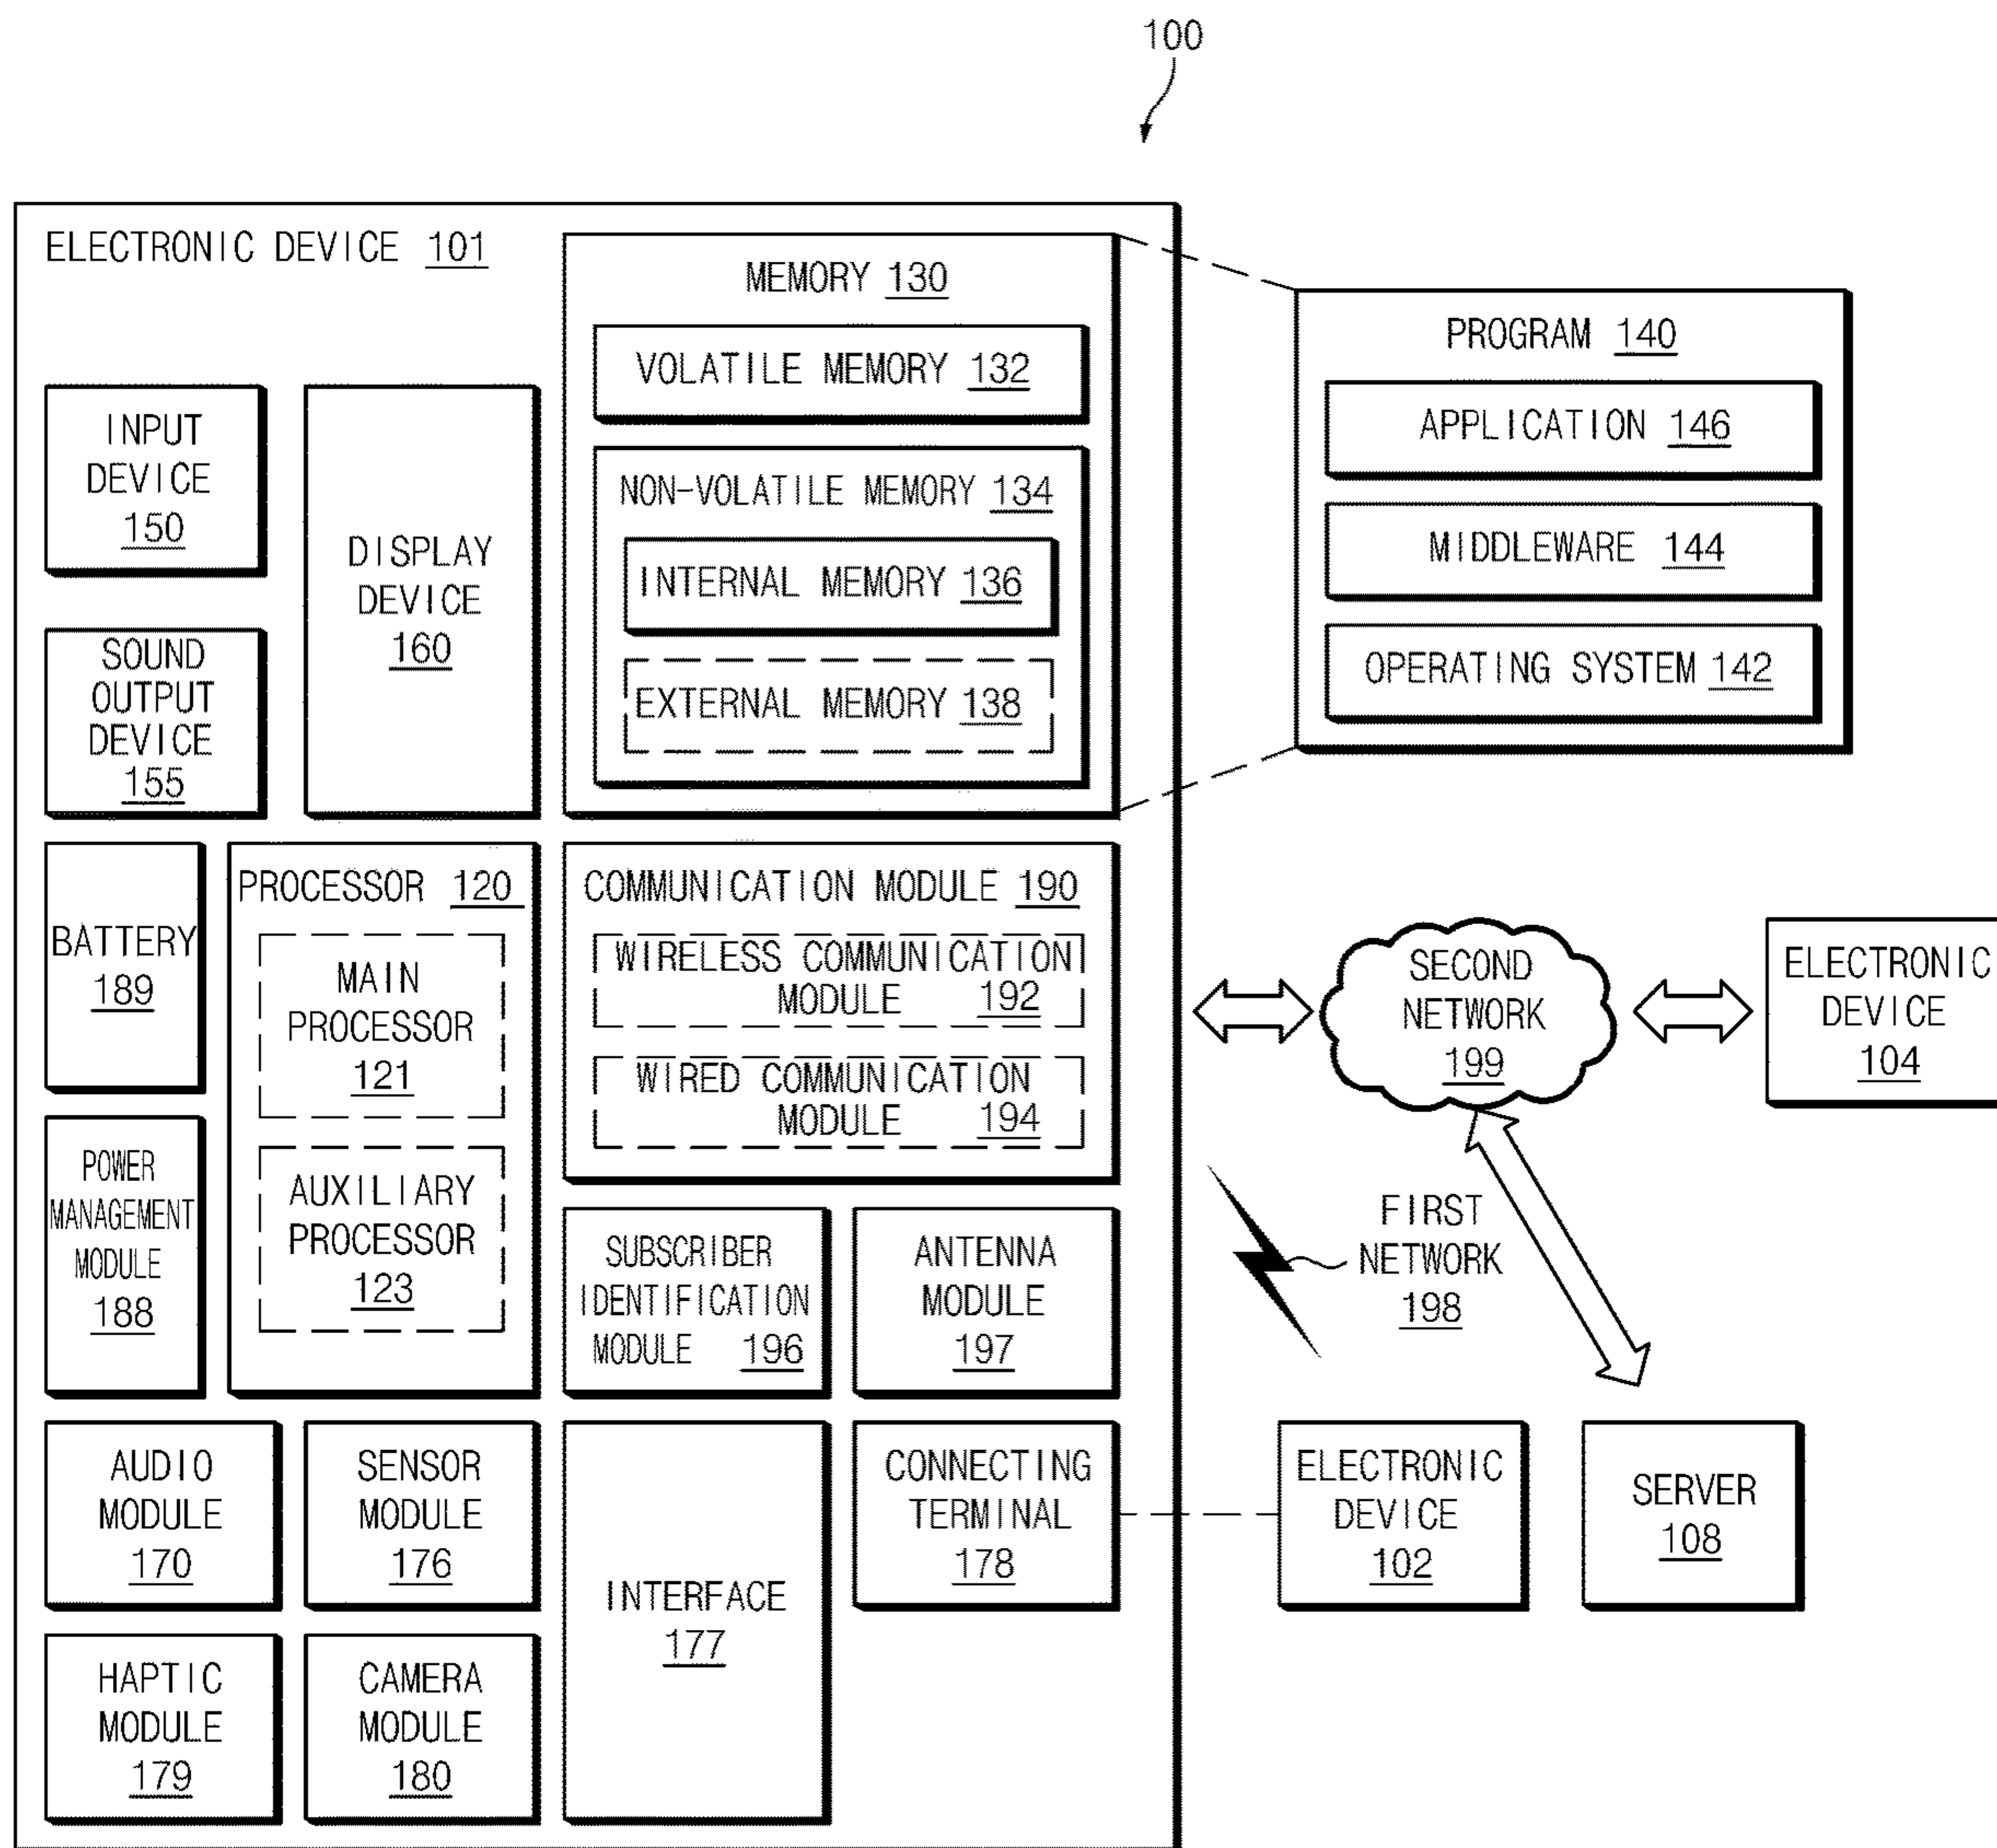 100
ELECTRONIC DEVICE 101
MEMORY 130
VOLATILE MEMORY 132
NON-VOLATILE MEMORY 134
INTERNAL MEMORY 136
EXTERNAL MEMORY 138
PROGRAM 140
APPLICATION 146
MIDDLEWARE 144
OPERATING SYSTEM 142
INPUT
DEVICE
150
SOUND
OUTPUT
DEVICE
155
DISPLAY
DEVICE
160
BATTERY
189
POWER
MANAGEMENT
MODULE
188
PROCESSOR 120
MAIN
PROCESSOR
121
AUXILIARY
PROCESSOR
123
COMMUNICATION MODULE 190
WIRELESS COMMUNICATION
MODULE 192
WIRED COMMUNICATION
MODULE 194
SUBSCRIBER
IDENTIFICATION
MODULE 196
ANTENNA
MODULE
197
SECOND
NETWORK
199
ELECTRONIC
DEVICE
104
FIRST
NETWORK
198
AUDIO
MODULE
170
SENSOR
MODULE
176
INTERFACE
177
CONNECTING
TERMINAL
178
ELECTRONIC
DEVICE
102
SERVER
108
HAPTIC
MODULE
179
CAMERA
MODULE
180